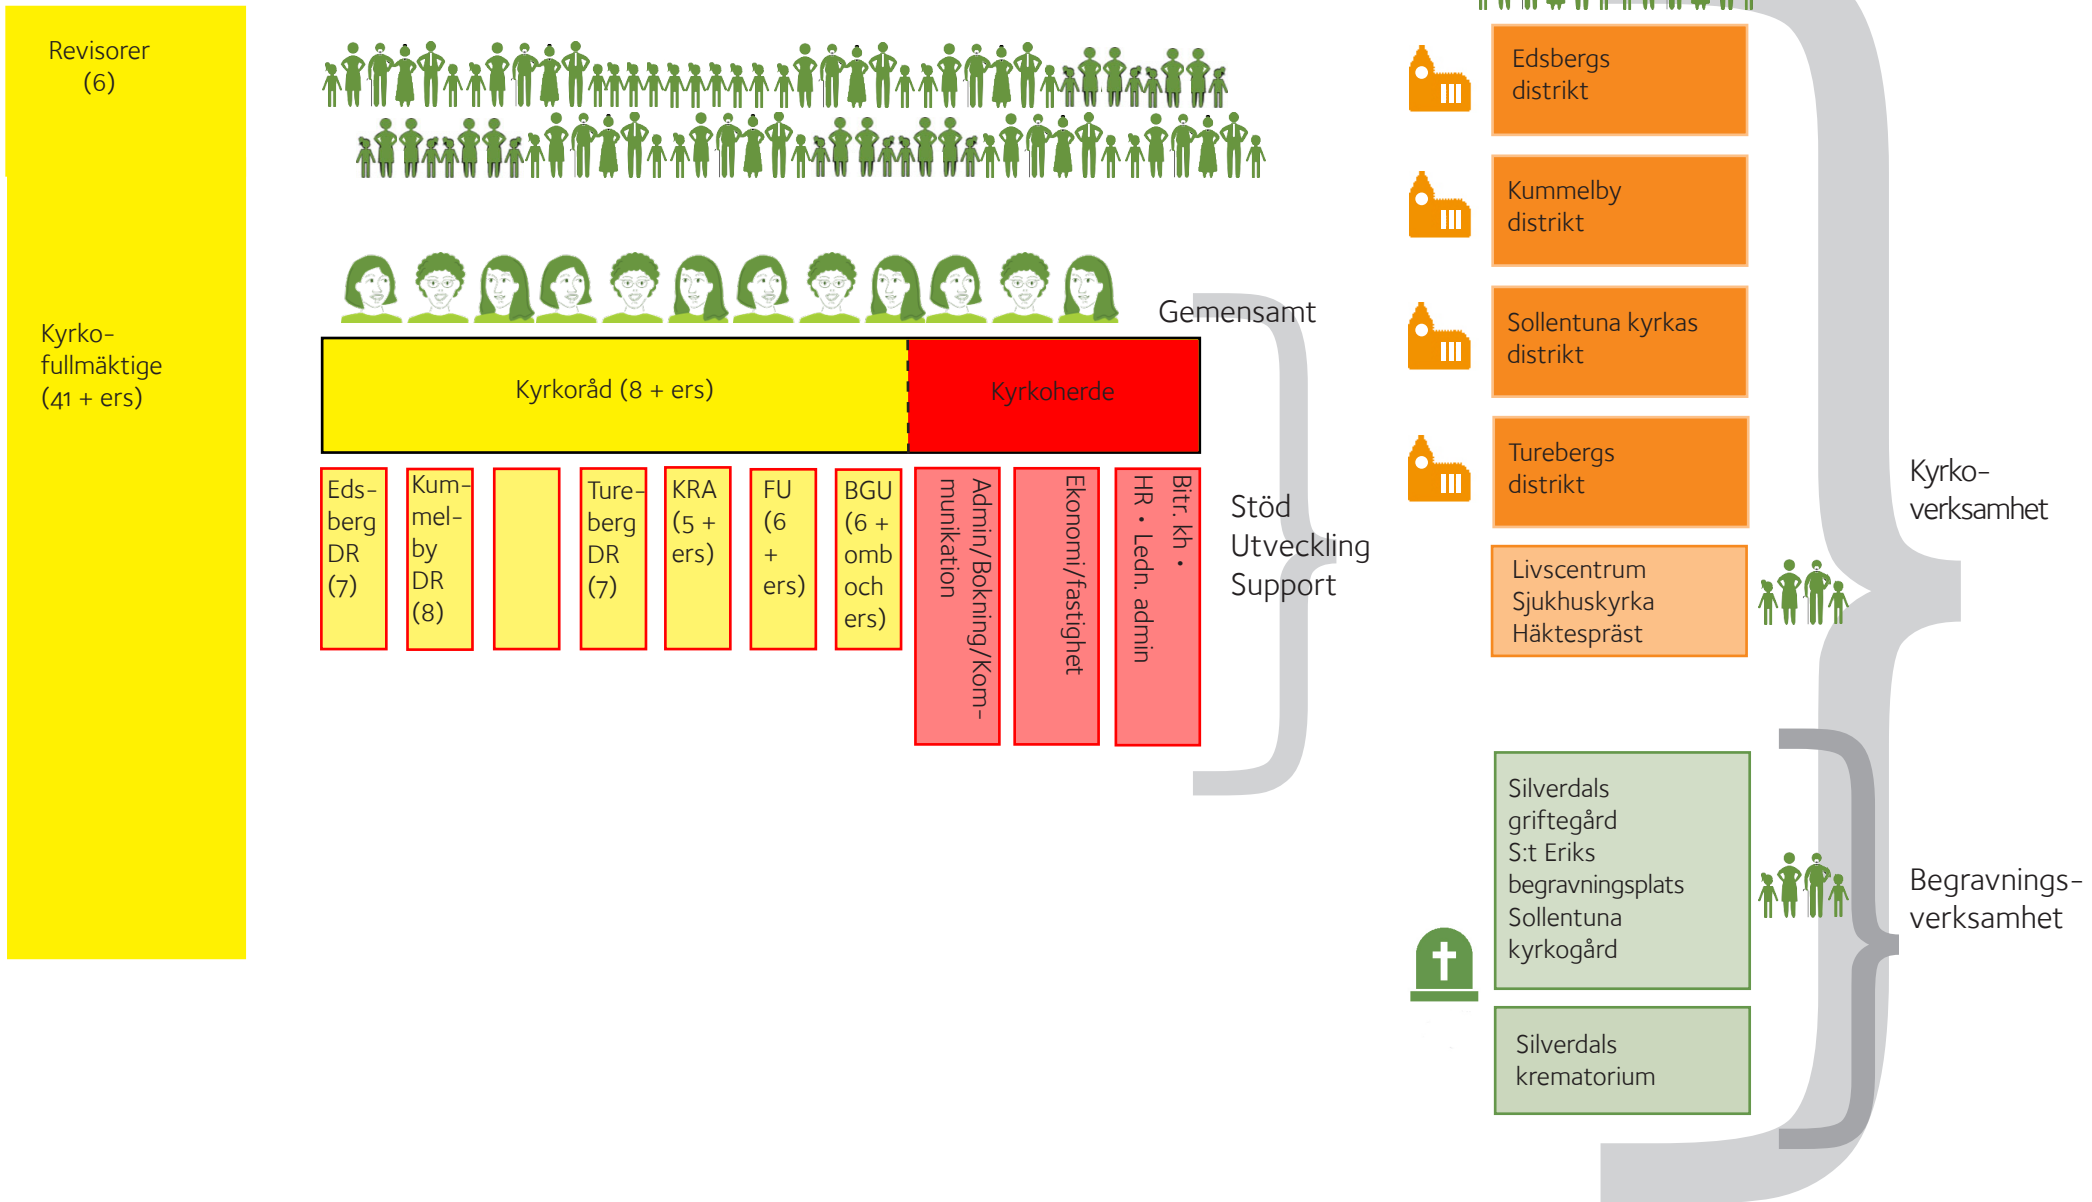 Revisorer
(6)
Kyrko-
fullmäktige
(41 + ers)
Gemensamt
Kyrkoråd (8 + ers)
Kyrkoherde
Eds-
berg
DR
(7)
Kum-
mel-
by
DR
(8)
Ture-
berg
DR
(7)
KRA
(5 +
ers)
FU
(6
+
ers)
BGU
(6 +
omb
och
ers)
Admin/Bokning/Kom-
munikation
Ekonomi/fastighet
Bitr. kh •
HR • Ledn. admin
Stöd
Utveckling
Support
Edsbergs
distrikt
Kummelby
distrikt
Sollentuna kyrkas
distrikt
Turebergs
distrikt
Livscentrum
Sjukhuskyrka
Häktespräst
Kyrko-
verksamhet
Silverdals
griftegård
S:t Eriks
begravningsplats
Sollentuna
kyrkogård
Silverdals
krematorium
Begravnings-
verksamhet